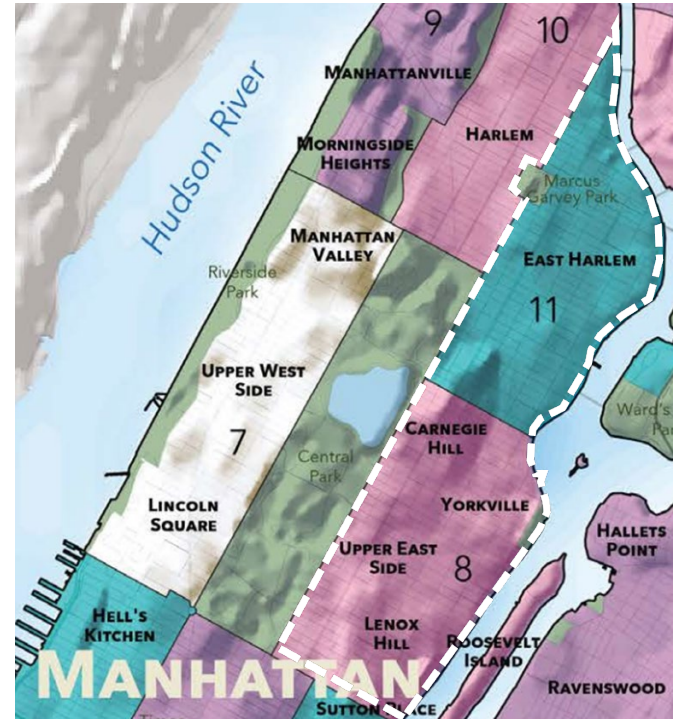 9
10
MANHATTANVILLE
HARLEM
MORNINGSIDE
HEIGHTS
Hudson River
Marcus
Garvey Park
MANHATTAN
VALLEY
EAST HARLEM
Riverside
Park
11
UPPER WEST
SIDE
Ward's
CARNEGIE
HILL
7
Central
Park
YORKVILLE
LINCOLN
SQUARE
HALLETS
POINT
UPPER EAST
SIDE
8
HELL'S
KITCHEN
LENOX
HILL
ROOSEVELT
ISLAND
MANHATTAN
RAVENSWOOD
SUTTON PLACE